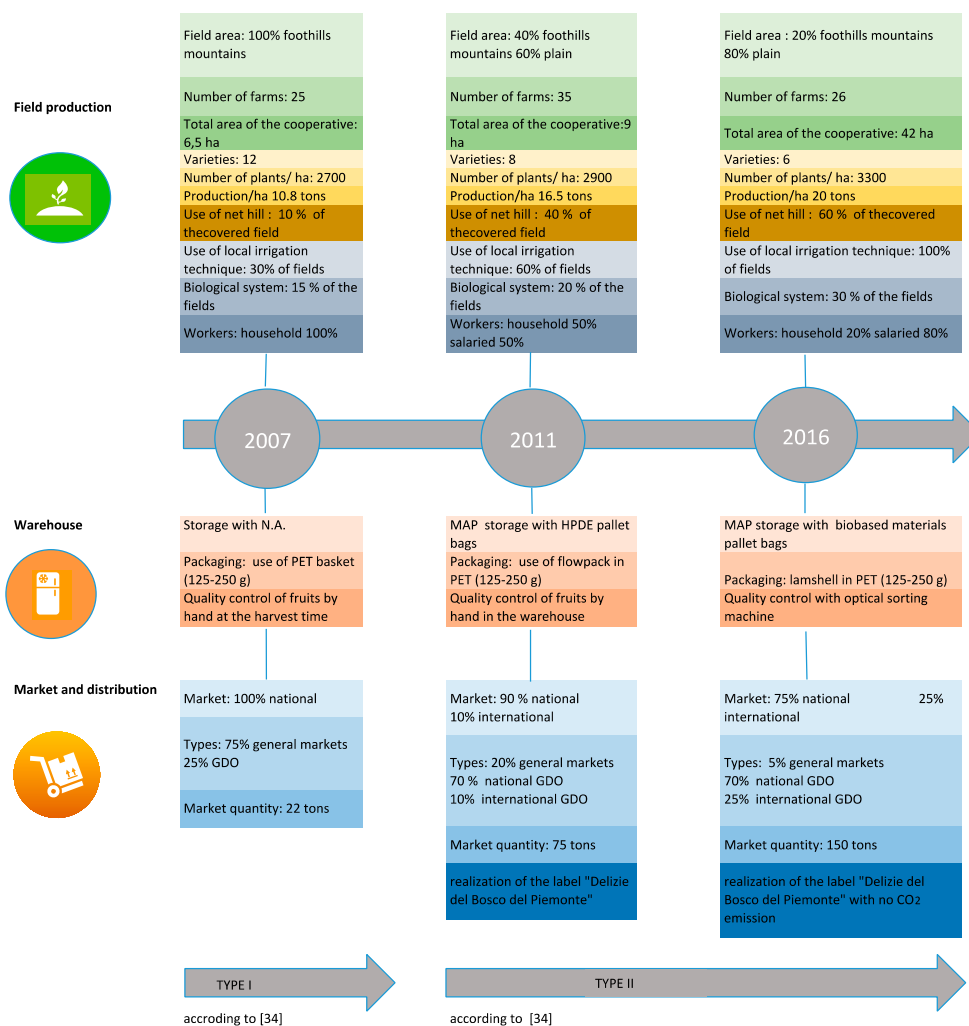 Field production
Field area: 100% foothills
mountains
Number of farms: 25
Total area of the cooperative:
6,5 ha
Varieties: 12
Number of plants/ ha: 2700
Production/ha 10.8 tons
Use of net hill :  10 %  of
thecovered field
Use of local irrigation
technique: 30% of fields
Biological system: 15 % of the
fields
Workers: household 100%
Field area: 40% foothills
mountains 60% plain
Number of farms: 35
Total area of the cooperative:9
ha
Varieties: 8
Number of plants/ ha: 2900
Production/ha 16.5 tons
Use of net hill :  40 %  of
thecovered field
Use of local irrigation
technique: 60% of fields
Biological system: 20 % of the
fields
Workers: household 50%
salaried 50%
Field area : 20% foothills mountains
80% plain
Number of farms: 26
Total area of the cooperative: 42 ha
Varieties: 6
Number of plants/ ha: 3300
Production/ha 20 tons
Use of net hill :  60 %  of thecovered
field
Use of local irrigation technique: 100%
of fields
Biological system: 30 % of the fields
Workers: household 20% salaried 80%
2007
2011
2016
Warehouse
Storage with N.A.
Packaging:  use of PET basket
(125-250 g)
Quality control of fruits by
hand at the harvest time
MAP  storage with HPDE pallet
bags
Packaging:  use of flowpack in
PET (125-250 g)
Quality control of fruits by
hand in the warehouse
MAP storage with  biobased materials
pallet bags
Packaging: lamshell in PET (125-250 g)
Quality control with optical sorting
machine
Market and distribution
Market: 100% national
Types: 75% general markets
25% GDO
Market quantity: 22 tons
Market: 90 % national
10% international
Types: 20% general markets
70 %  national GDO
10%  international GDO
Market quantity: 75 tons
realization of the label "Delizie
del Bosco del Piemonte"
Market: 75% national 25%
international
Types:  5% general markets
70%  national GDO
25%  international GDO
Market quantity: 150 tons
realization of the label "Delizie del
Bosco del Piemonte" with no CO2
emission
TYPE I
TYPE II
accroding to [34]
according to  [34]